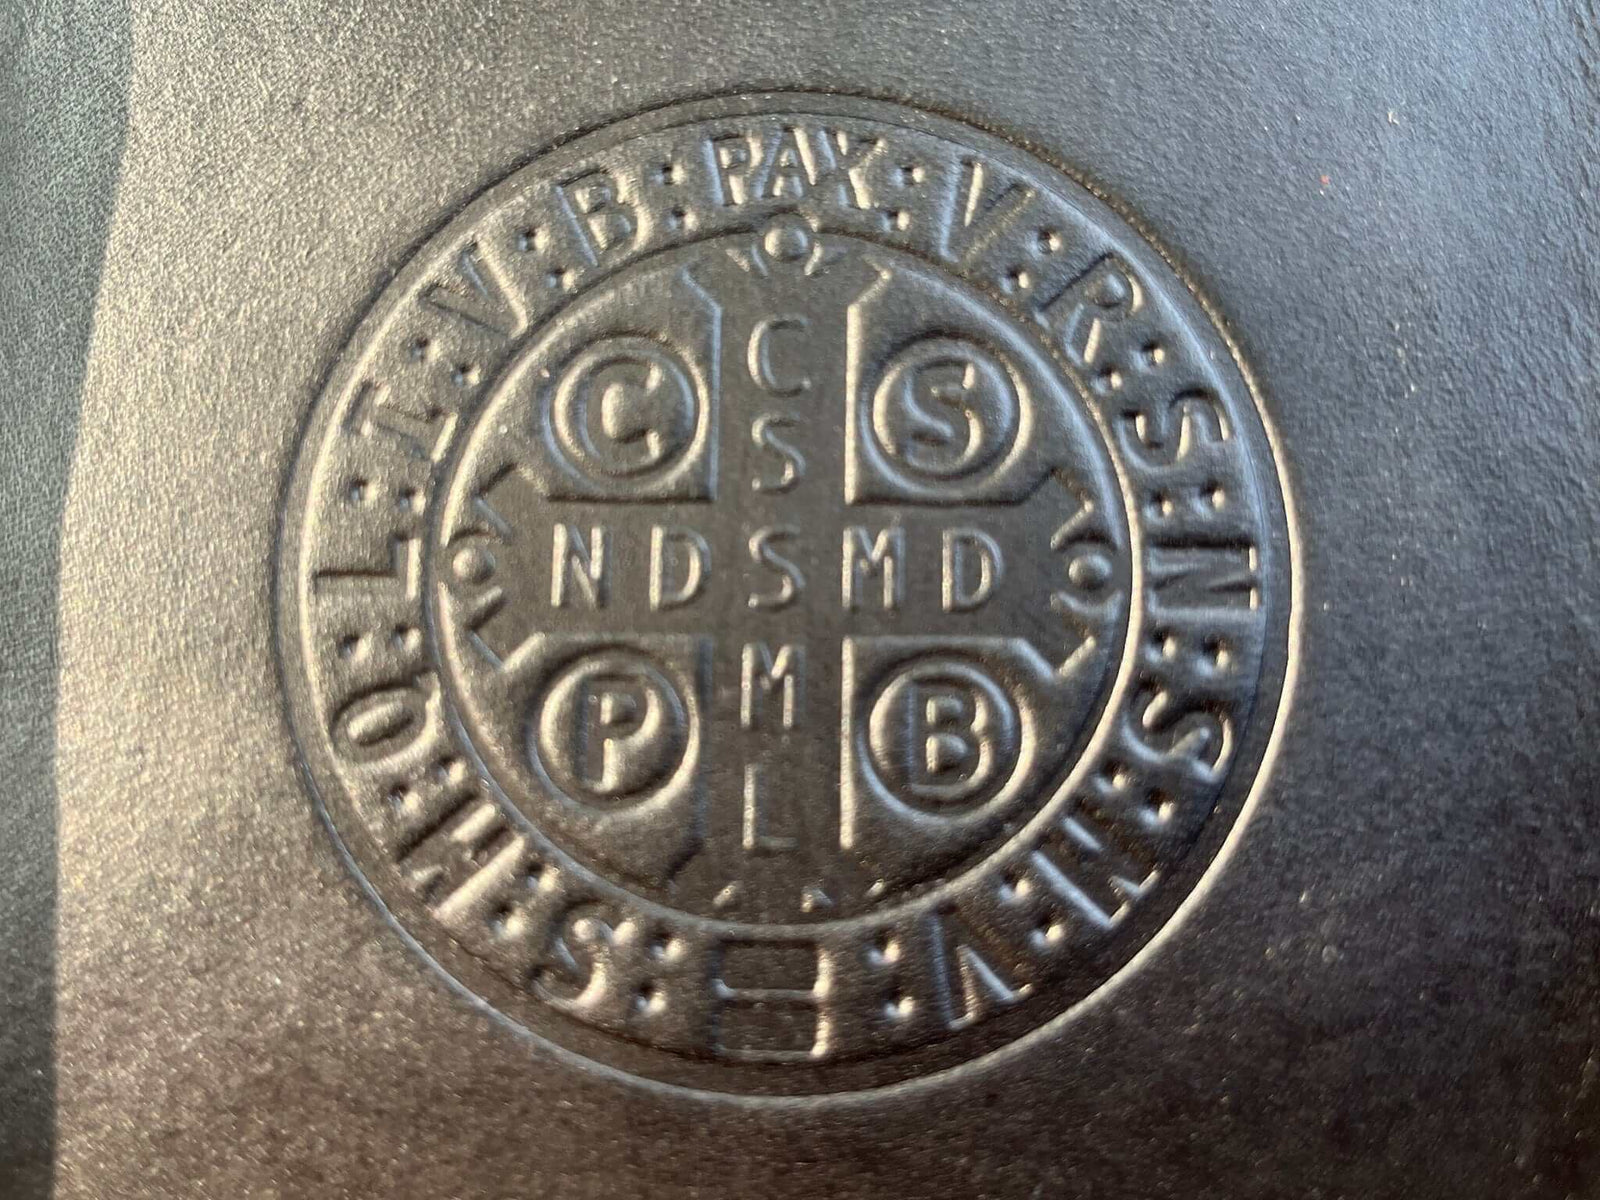 PAX
V:R:S:N:S:M:V:
:S:M:Q:L:I:V:B:
C
S
C
S
N D S M D
M
L
P
B